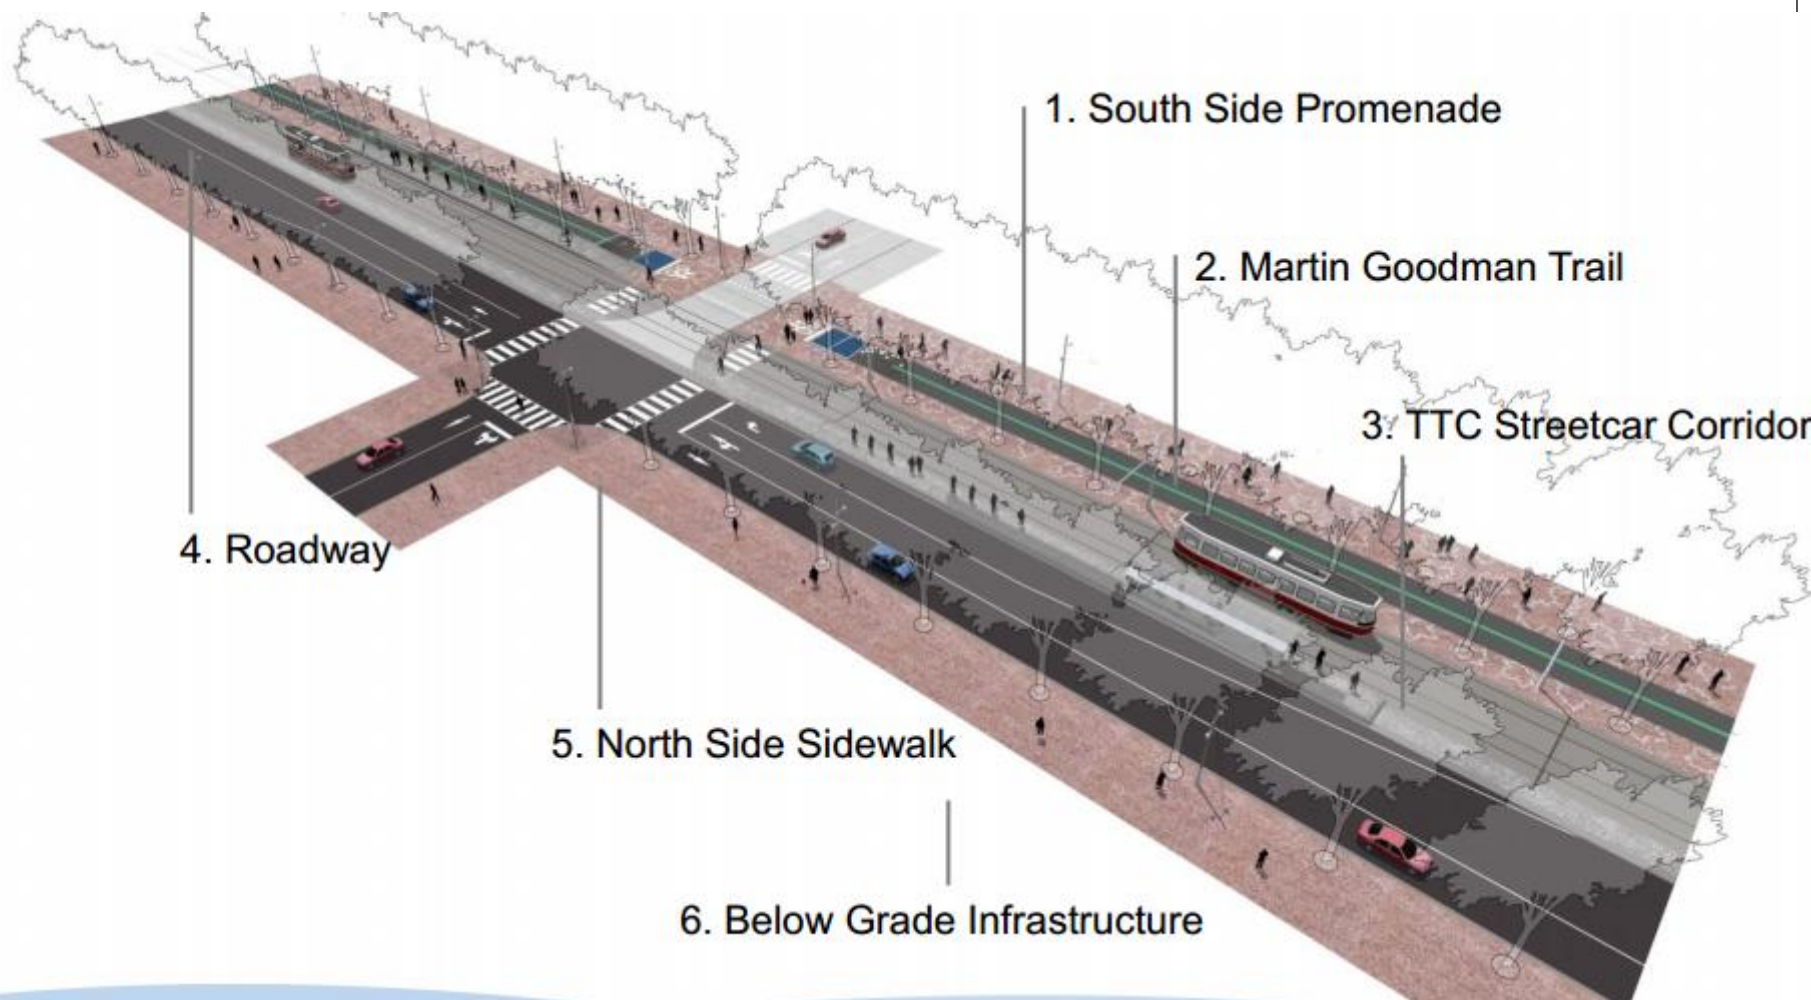 1. South Side Promenade
2. Martin Goodman Trail
3. TTC Streetcar Corridor
4. Roadway
5. North Side Sidewalk
6. Below Grade Infrastructure